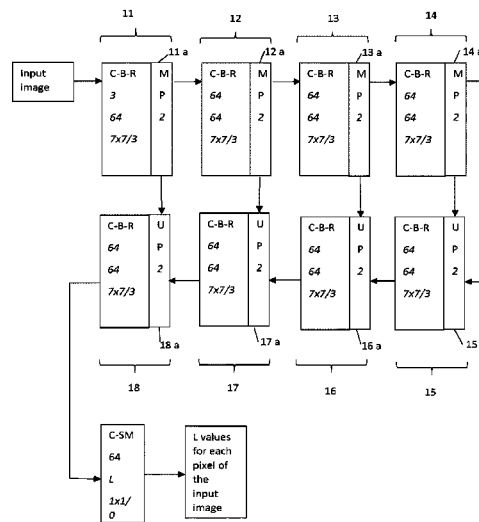 11
12
13
14
11 a
12 a
13 a
14 a
Input
image
C-B-R
3
64
7x7/3
M
P
2
C-B-R
64
64
7x7/3
M
P
2
C-B-R
64
64
7x7/3
M
P
2
C-B-R
64
64
7x7/3
M
P
2
C-B-R
64
64
7x7/3
U
P
2
C-B-R
64
64
7x7/3
U
P
2
C-B-R
64
64
7x7/3
U
P
2
C-B-R
64
64
7x7/3
U
P
2
18 a
17 a
16 a
15
18
17
16
15
C-SM
64
L
1x1/
0
L values
for each
pixel of
the
input
image